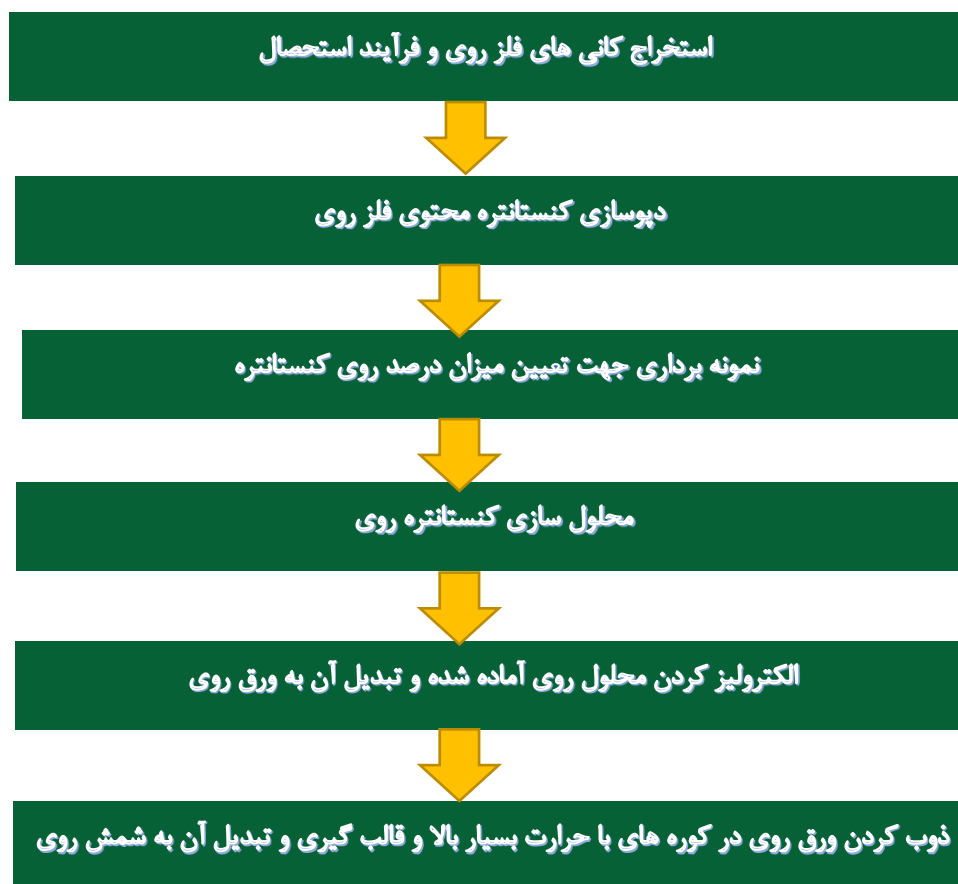 استخراج کانی های فلز روی و فرآیند استحصال
دپوسازی کنستانتره محتوی فلز روی
نمونه برداری جهت تعیین میزان درصد روی کنستانتره
محلول سازی کنستانتره روی
الکترولیز کردن محلول روی آماده شده و تبدیل آن به ورق روی
ذوب کردن ورق روی در کوره های با حرارت بسیار بالا و قالب گیری و تبدیل آن به شمش روی